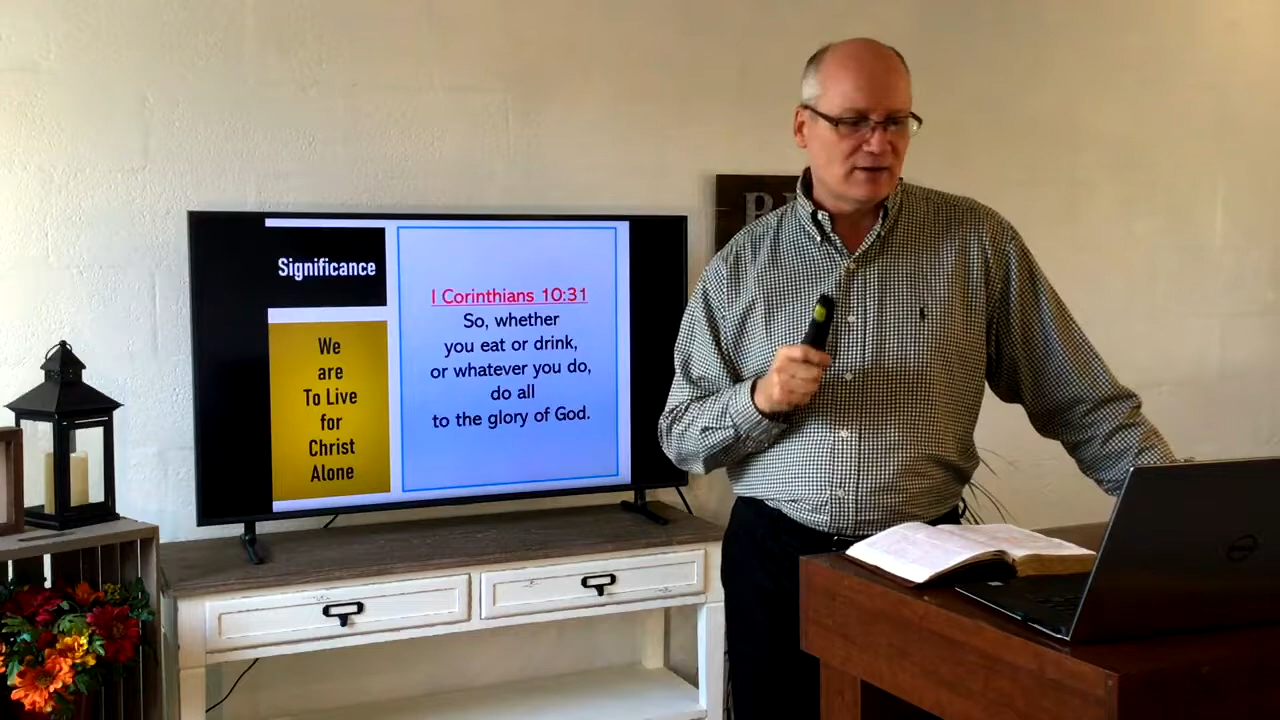 Significance
We
are
To Live
for
Christ
Alone
I Corinthians 10:31
So, whether
you eat or drink,
or whatever you do,
do all
to the glory of God.